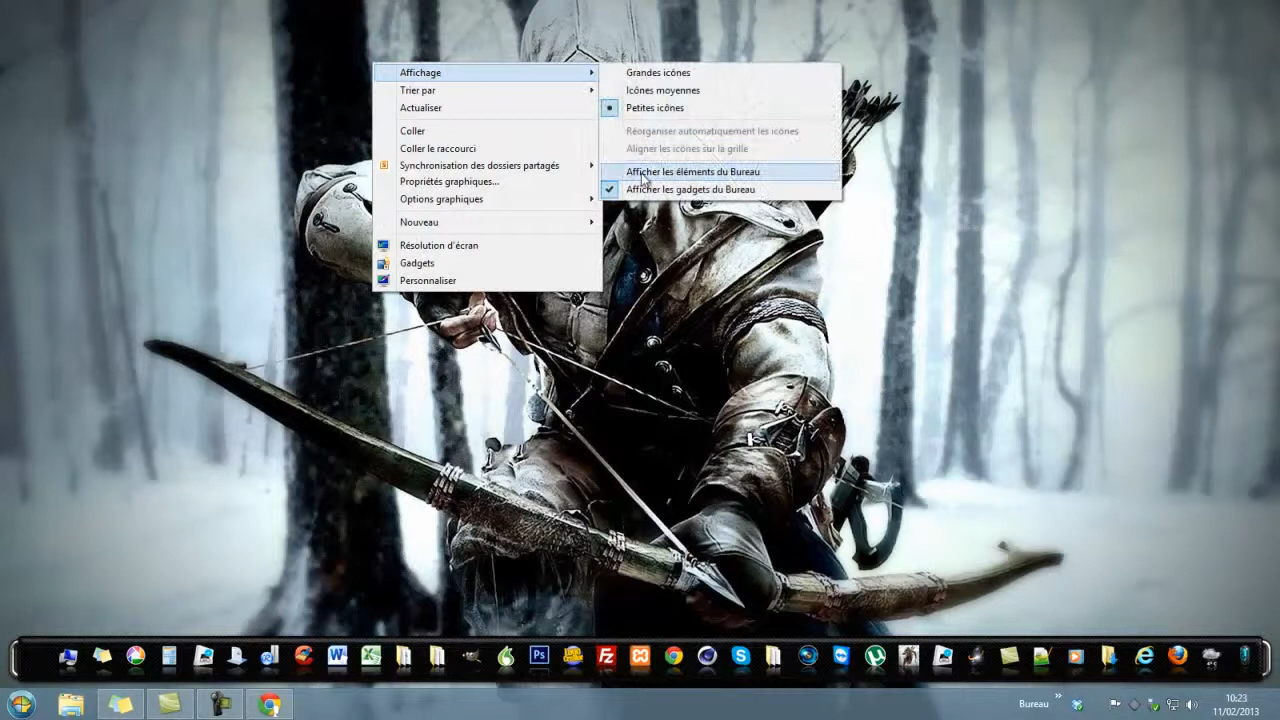 Affichage
Trier par
Actualiser
Coller
Coller le raccourci
Synchronisation des dossiers partagés
Propriétés graphiques...
Options graphiques
Nouveau
Résolution d'écran
Gadgets
Personnaliser
Grandes icônes
Icônes moyennes
Petites icônes
Réorganiser automatiquement les icônes
Aligner les icônes sur la grille
Afficher les éléments du Bureau
Afficher les gadgets du Bureau
Ps
Bureau
10:23
11/02/2013